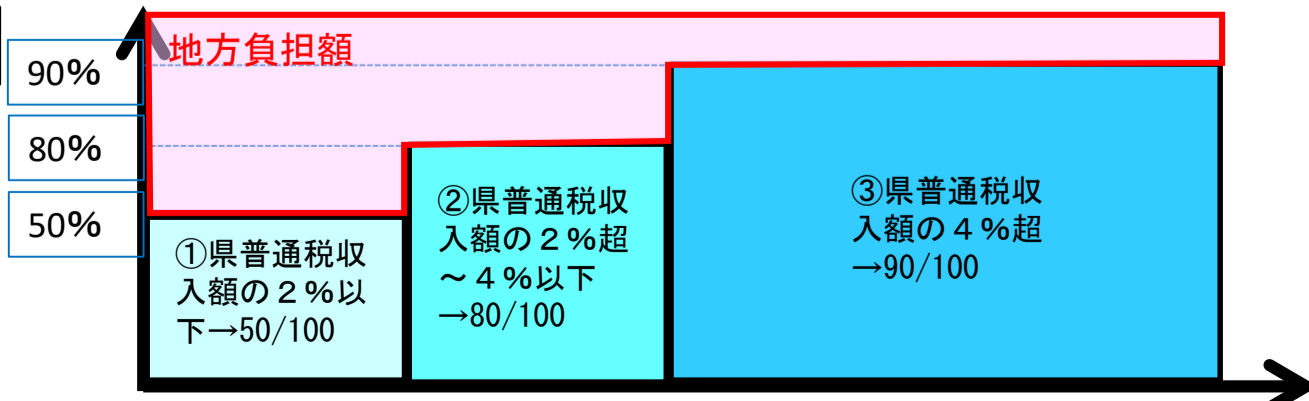 地方負担額
90%
80%
50%
①県普通税収
入額の２％以
下→50/100
②県普通税収
入額の２％超
～４％以下
→80/100
③県普通税収
入額の４％超
→90/100